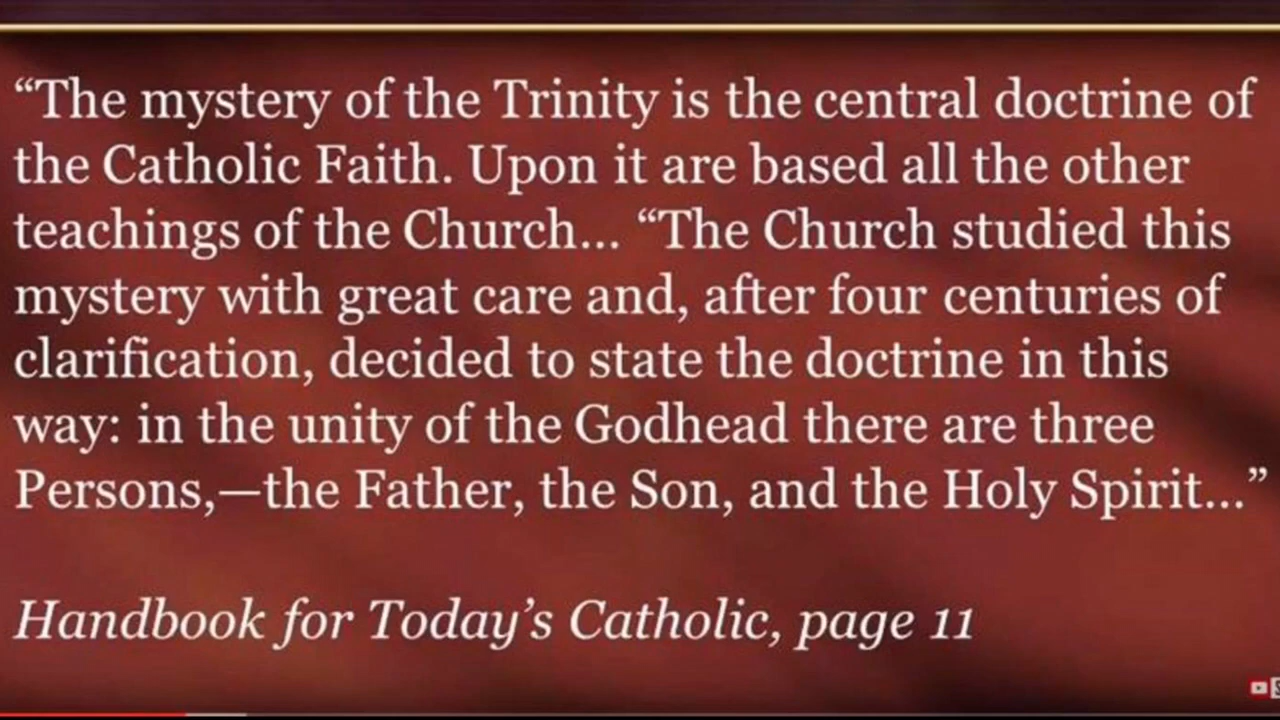 “The mystery of the Trinity is the central doctrine of
the Catholic Faith. Upon it are based all the other
teachings of the Church... “The Church studied this
mystery with great care and, after four centuries of
clarification, decided to state the doctrine in this
way: in the unity of the Godhead there are three
Persons,—the Father, the Son, and the Holy Spirit...”
Handbook for Today’s Catholic, page 11